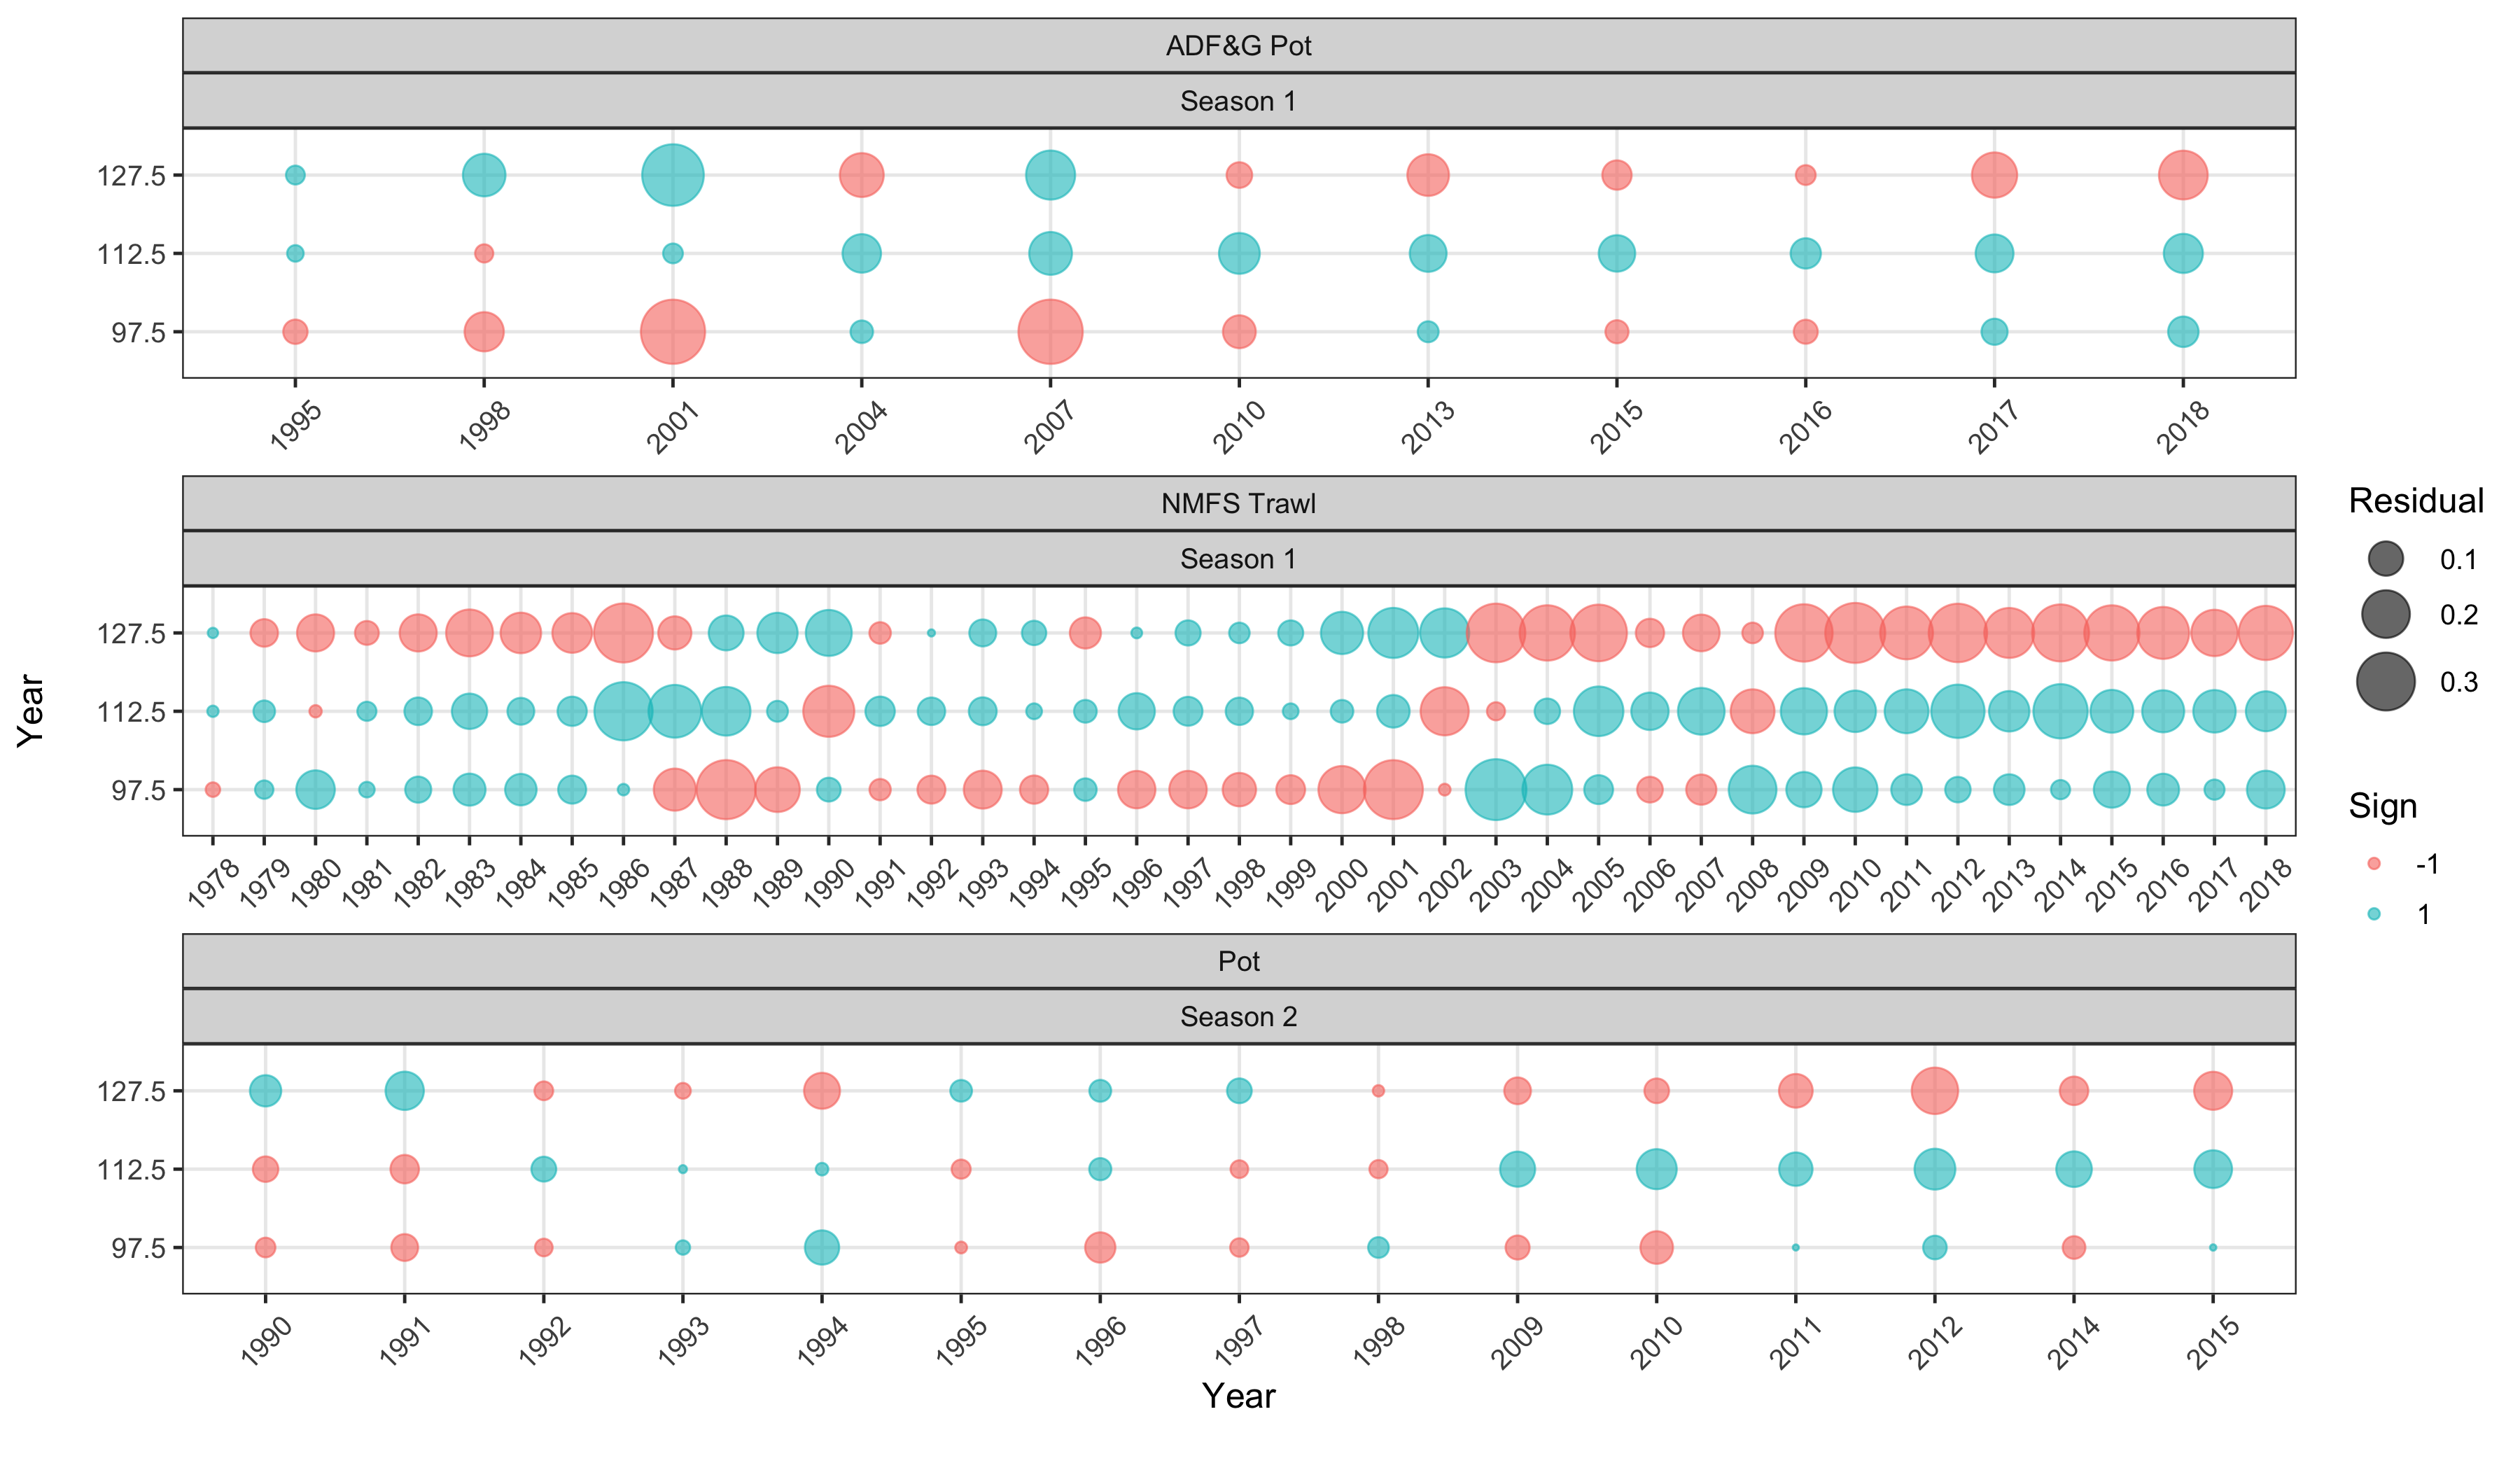 ADF&G Pot
Season 1
127.5
112.5
97.5
1995 1998 2001 2004 2007 2010 2013 2015 2016 2017 2018
NMFS Trawl
Season 1
127.5
112.5
97.5
1978 1979 1980 1981 1982 1983 1984 1985 1986 1987 1988 1989 1990 1991 1992 1993 1994 1995 1996 1997 1998 1999 2000 2001 2002 2003 2004 2005 2006 2007 2008 2009 2010 2011 2012 2013 2014 2015 2016 2017 2018
Pot
Season 2
127.5
112.5
97.5
1990 1991 1992 1993 1994 1995 1996 1997 1998 2009 2010 2011 2012 2014 2015
Year
Year
Residual
0.1
0.2
0.3
Sign
-1
1